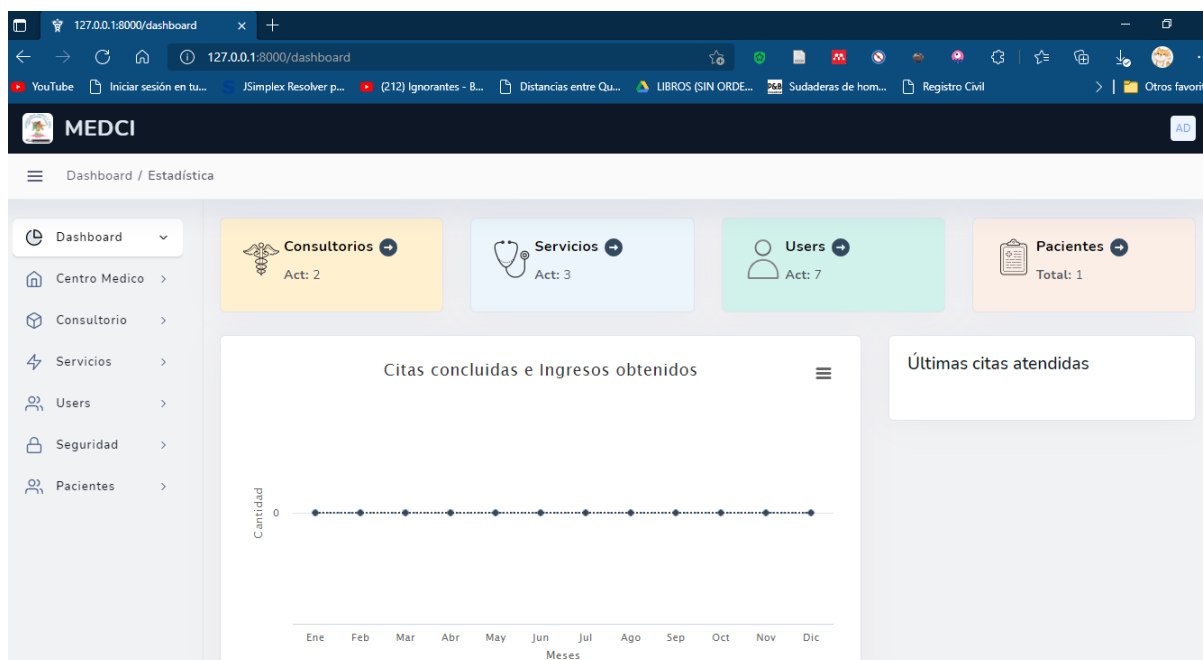 127.0.0.1:8000/dashboard
127.0.0.1:8000/dashboard
YouTube Iniciar sesión en tu... JSimplex Resolver p... (212) Ignorantes - B... Distancias entre Qu... LIBROS (SIN ORDE... P&B Sudaderas de hom... Registro Civil Otros favori
MEDCI AD
Dashboard / Estadística
Dashboard
Centro Medico
Consultorio
Servicios
Users
Seguridad
Pacientes
Consultorios
Act: 2
Servicios
Act: 3
Users
Act: 7
Pacientes
Total: 1
Citas concluidas e Ingresos obtenidos
Cantidad
0
Ene Feb Mar Abr May Jun Jul Ago Sep Oct Nov Dic
Meses
Últimas citas atendidas